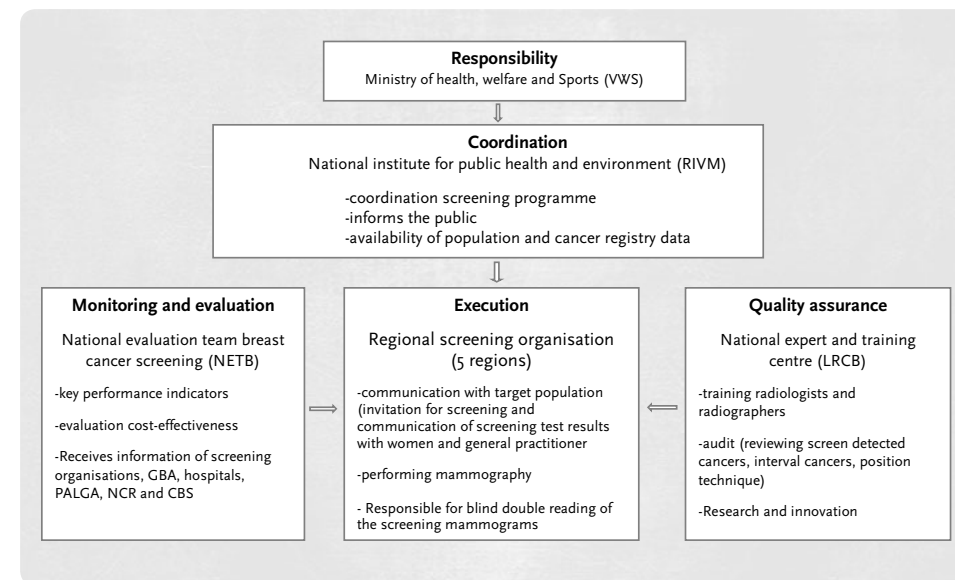 Responsibility
Ministry of health, welfare and Sports (VWS)
Coordination
National institute for public health and environment (RIVM)
-coordination screening programme
-informs the public
-availability of population and cancer registry data
Monitoring and evaluation
National evaluation team breast
cancer screening (NETB)
-key performance indicators
-evaluation cost-effectiveness
-Receives information of screening
organisations, GBA, hospitals,
PALGA, NCR and CBS
Execution
Regional screening organisation
(5 regions)
-communication with target population
(invitation for screening and
communication of screening test results
with women and general practitioner
-performing mammography
- Responsible for blind double reading of
the screening mammograms
Quality assurance
National expert and training
centre (LRCB)
-training radiologists and
radiographers
-audit (reviewing screen detected
cancers, interval cancers, position
technique)
-Research and innovation